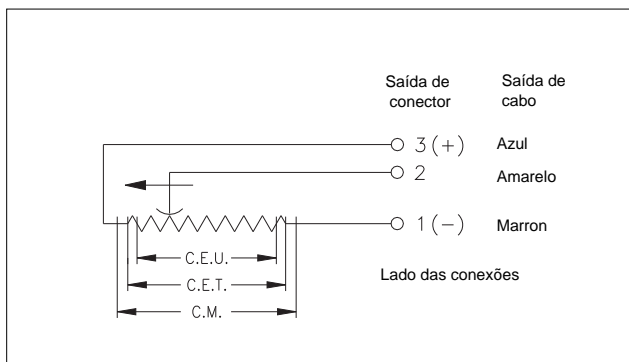 Saída de conector
Saída de cabo
3 (+) Azul
2 Amarelo
1 (-) Marron
C.E.U.
C.E.T.
C.M.
Lado das conexões